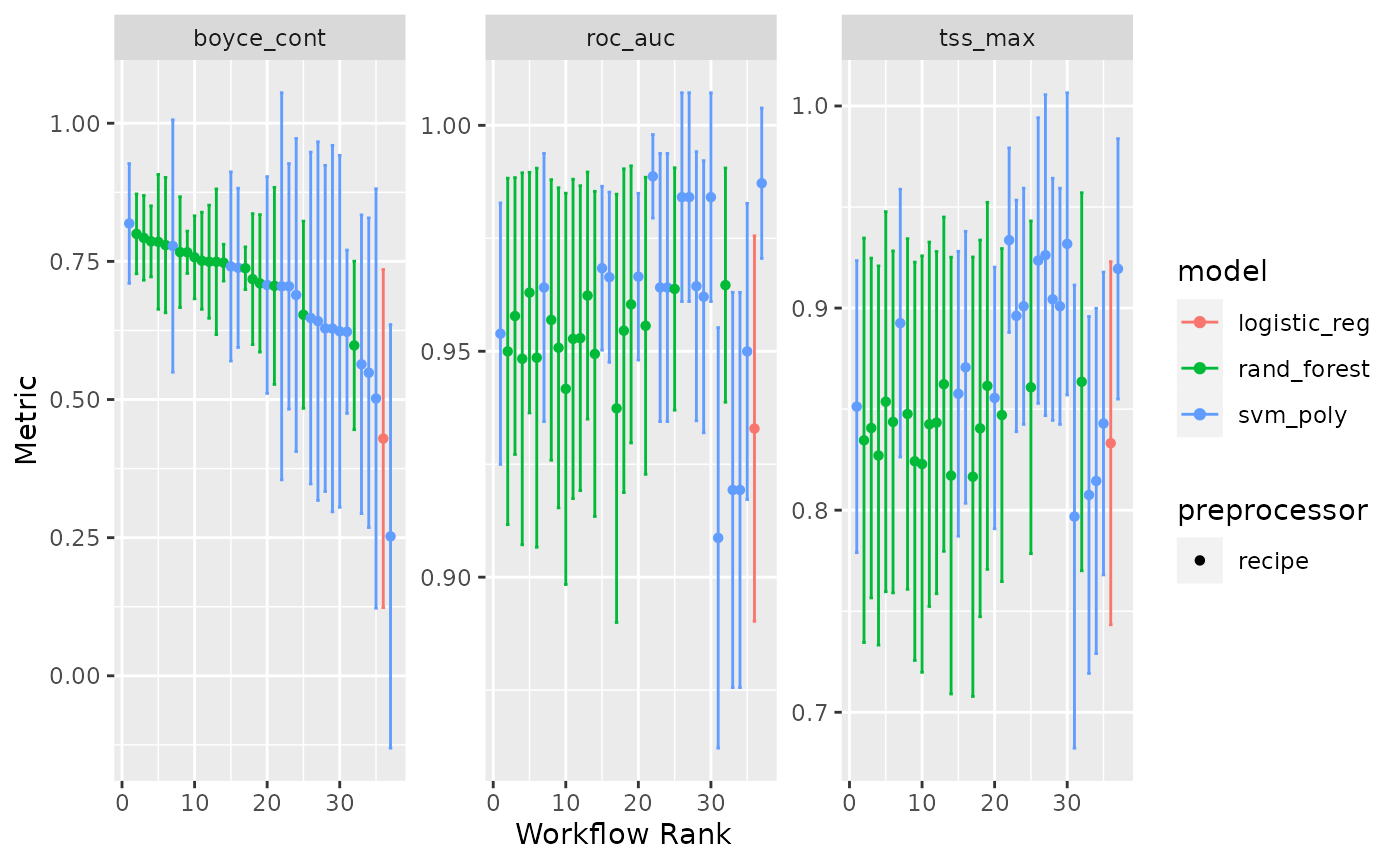 boyce_cont
roc_auc
tss_max
1.00
0.75
0.50
0.25
0.00
1.00
0.95
0.90
1.0
0.9
0.8
0.7
0 10 20 30
0 10 20 30
0 10 20 30
Metric
Workflow Rank
model
logistic_reg
rand_forest
svm_poly
preprocessor
recipe